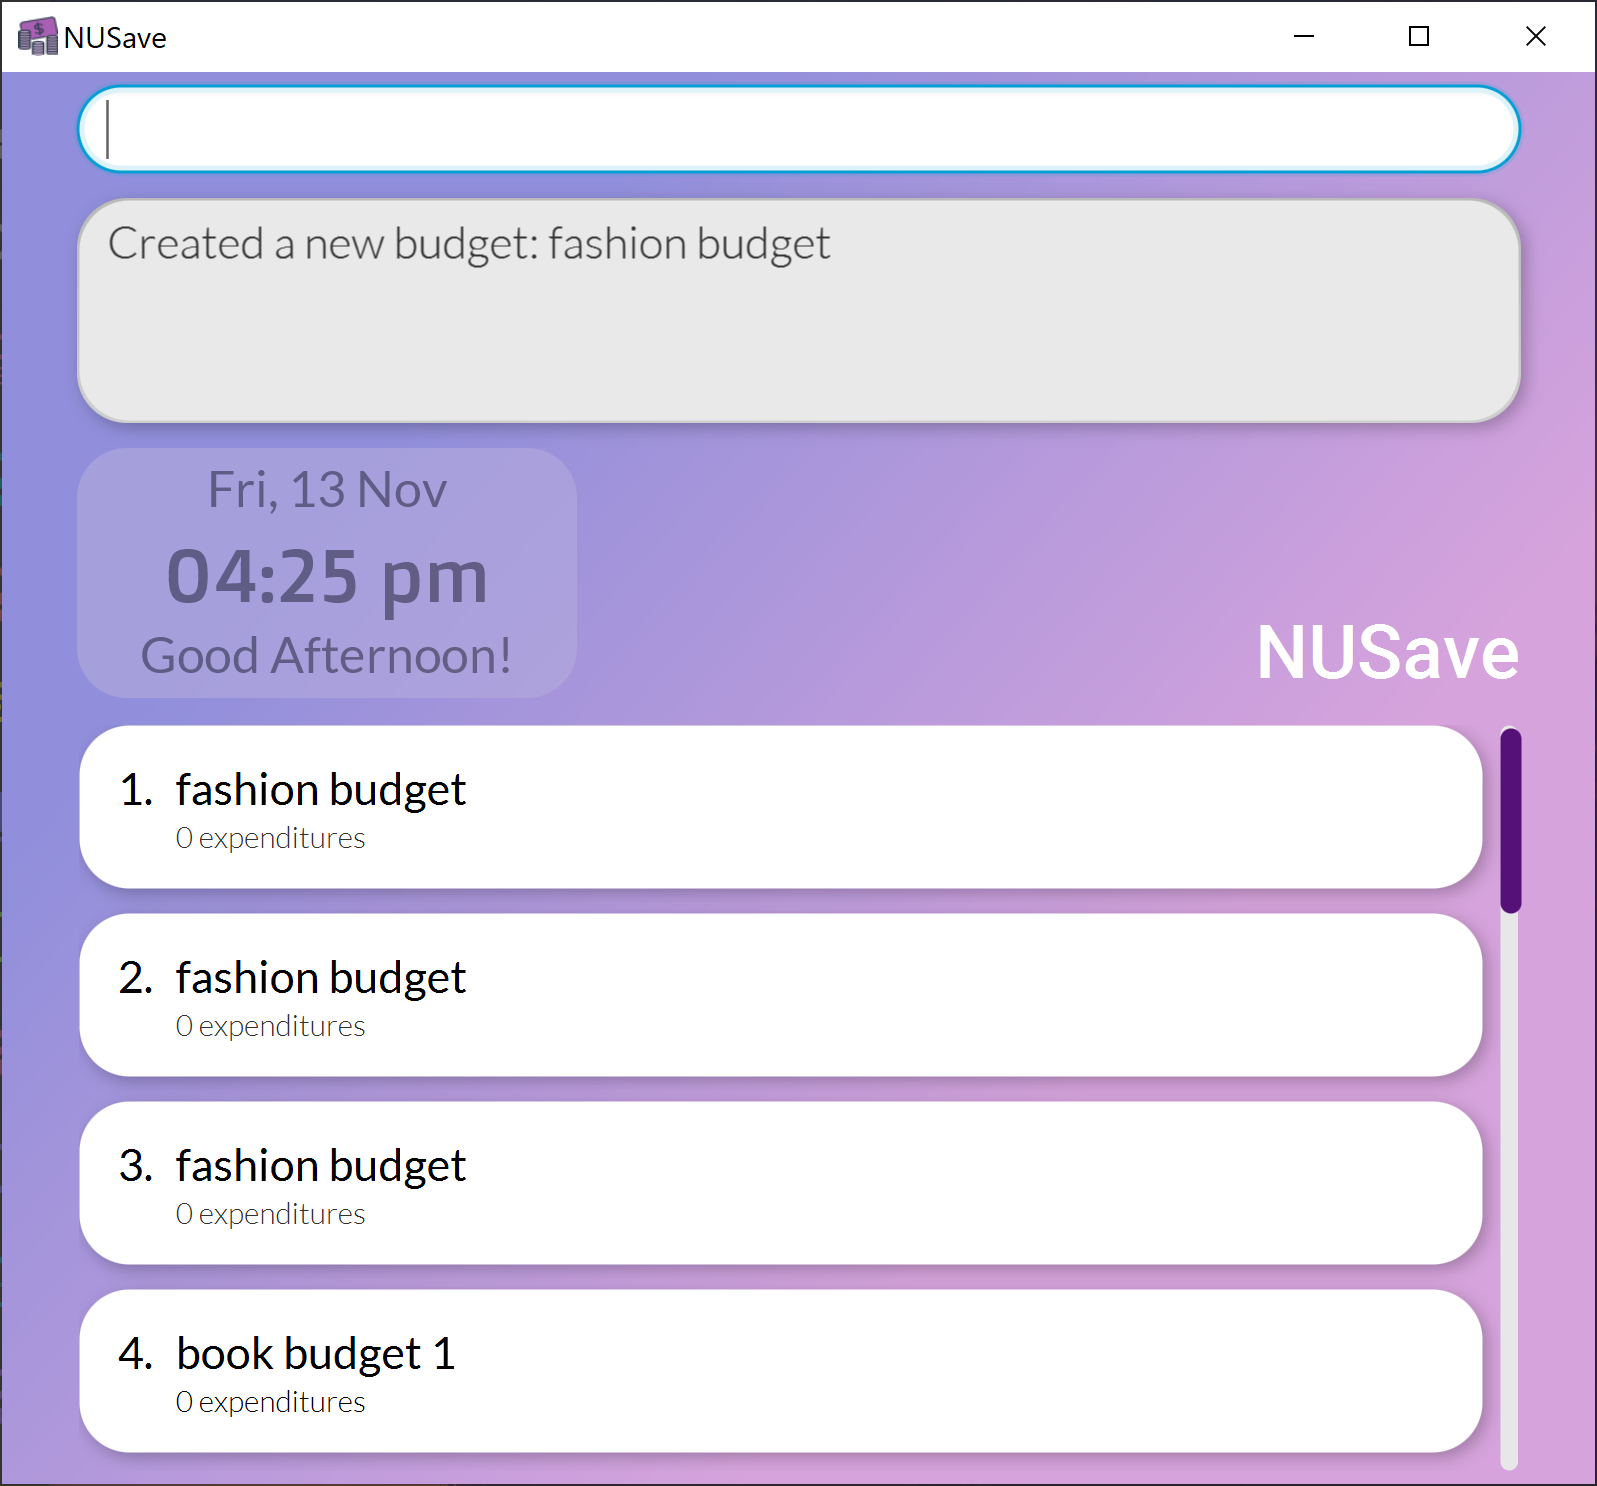 NUSave
Created a new budget: fashion budget
Fri, 13 Nov
04:25 pm
Good Afternoon!
NUSave
1. fashion budget
0 expenditures
2. fashion budget
0 expenditures
3. fashion budget
0 expenditures
4. book budget 1
0 expenditures